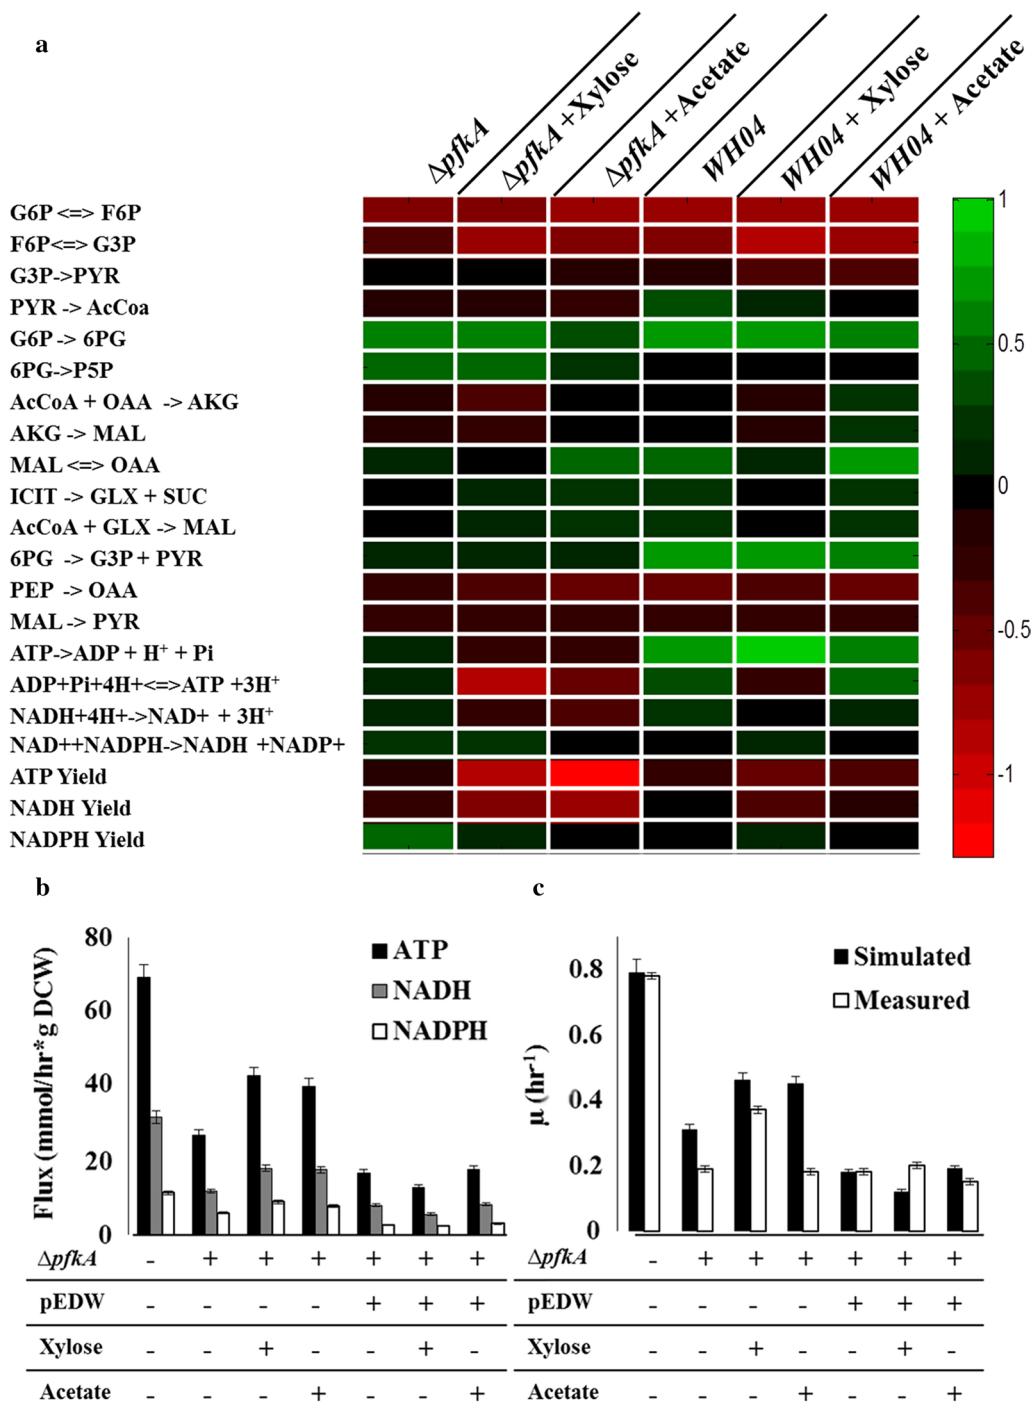 a
ΔpfkA
ΔpfkA +Xylose
ΔpfkA +Acetate
WH04
WH04 + Xylose
WH04 + Acetate
G6P <=> F6P
F6P<=> G3P
G3P->PYR
PYR -> AcCoa
G6P -> 6PG
6PG->P5P
AcCoA + OAA -> AKG
AKG -> MAL
MAL <=> OAA
ICIT -> GLX + SUC
AcCoA + GLX -> MAL
6PG -> G3P + PYR
PEP -> OAA
MAL -> PYR
ATP->ADP + H+ + Pi
ADP+Pi+4H+<=>ATP +3H+
NADH+4H+->NAD+ + 3H+
NAD++NADPH->NADH +NADP+
ATP Yield
NADH Yield
NADPH Yield
1
0.5
0
-0.5
-1
b
Flux (mmol/hr*g DCW)
80
60
40
20
0
ATP
NADH
NADPH
ΔpfkA - + + + + + +
pEDW - - - - + + +
Xylose - - + - - + -
Acetate - - - + - - +
c
μ (hr-1)
0.8
0.6
0.4
0.2
0
Simulated
Measured
ΔpfkA - + + + + + +
pEDW - - - - + + +
Xylose - - + - - + -
Acetate - - - + - - +